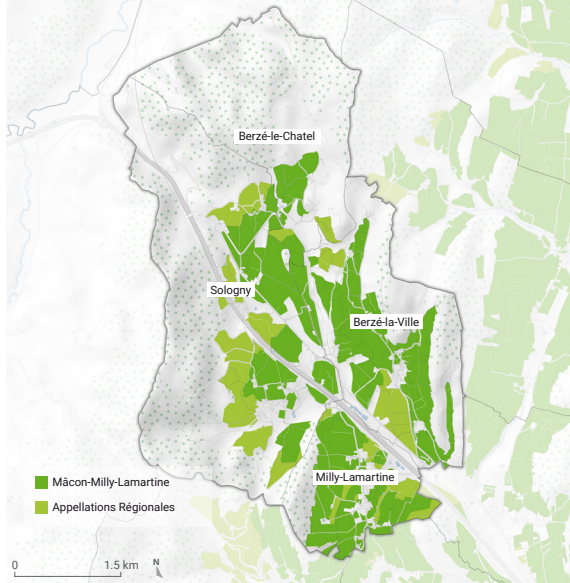 Berzé-le-Chatel
Sologny
Berzé-la-Ville
Milly-Lamartine
Mâcon-Milly-Lamartine
Appellations Régionales
0 1.5 km N